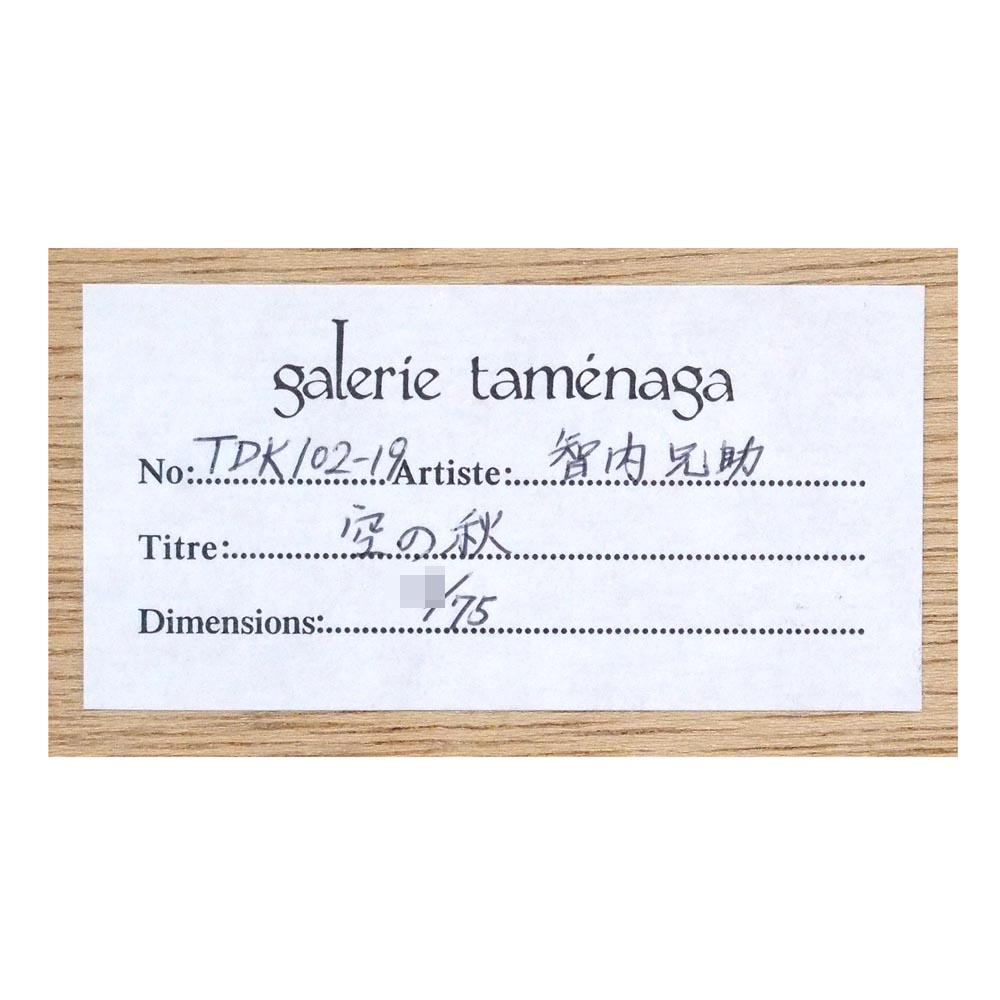 galerie taménaga
No: TDK102-19 Artiste: 智内兄助
Titre: 空の秋
Dimensions: /75